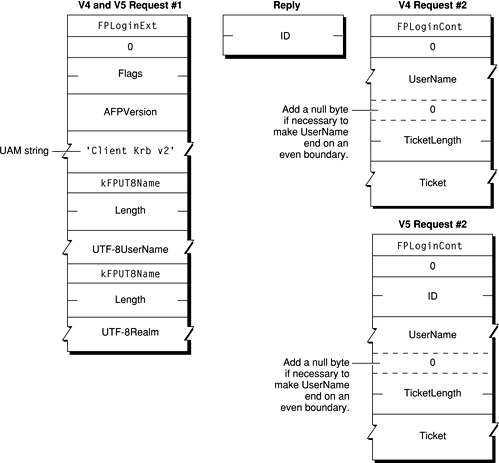 V4 and V5 Request #1
FPLoginExt
0
Flags
AFPVersion
UAM string
'Client Krb v2'
kFPUT8Name
Length
UTF-8UserName
kFPUT8Name
Length
UTF-8Realm
Reply
ID
V4 Request #2
FPLoginCont
0
UserName
Add a null byte
if necessary to
make UserName
end on an
even boundary.
0
TicketLength
Ticket
V5 Request #2
FPLoginCont
0
ID
UserName
Add a null byte
if necessary to
make UserName
end on an
even boundary.
0
TicketLength
Ticket